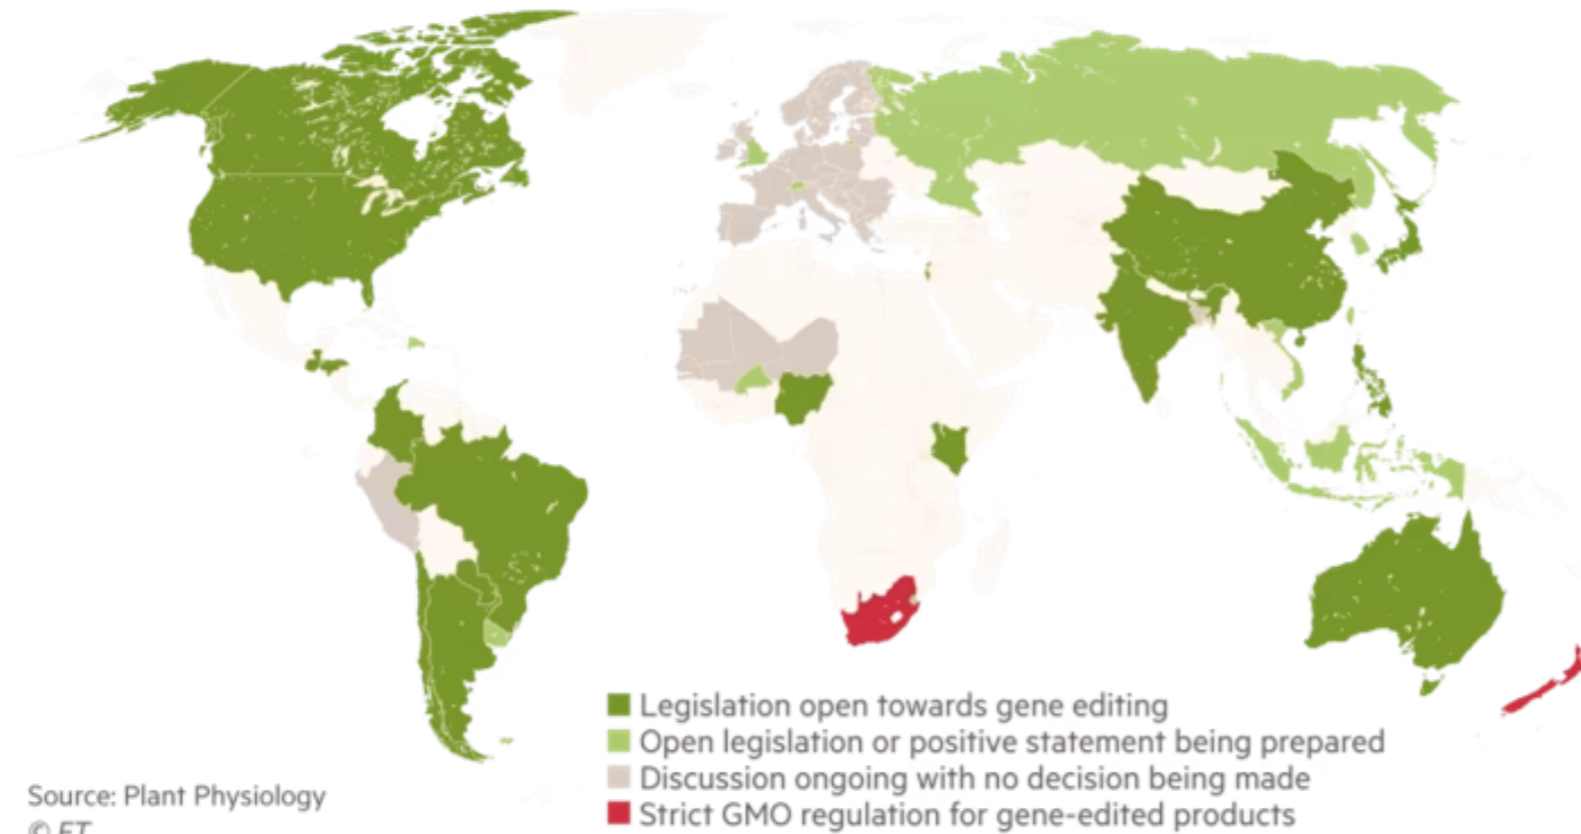 Legislation open towards gene editing
Open legislation or positive statement being prepared
Discussion ongoing with no decision being made
Strict GMO regulation for gene-edited products
Source: Plant Physiology
© FT